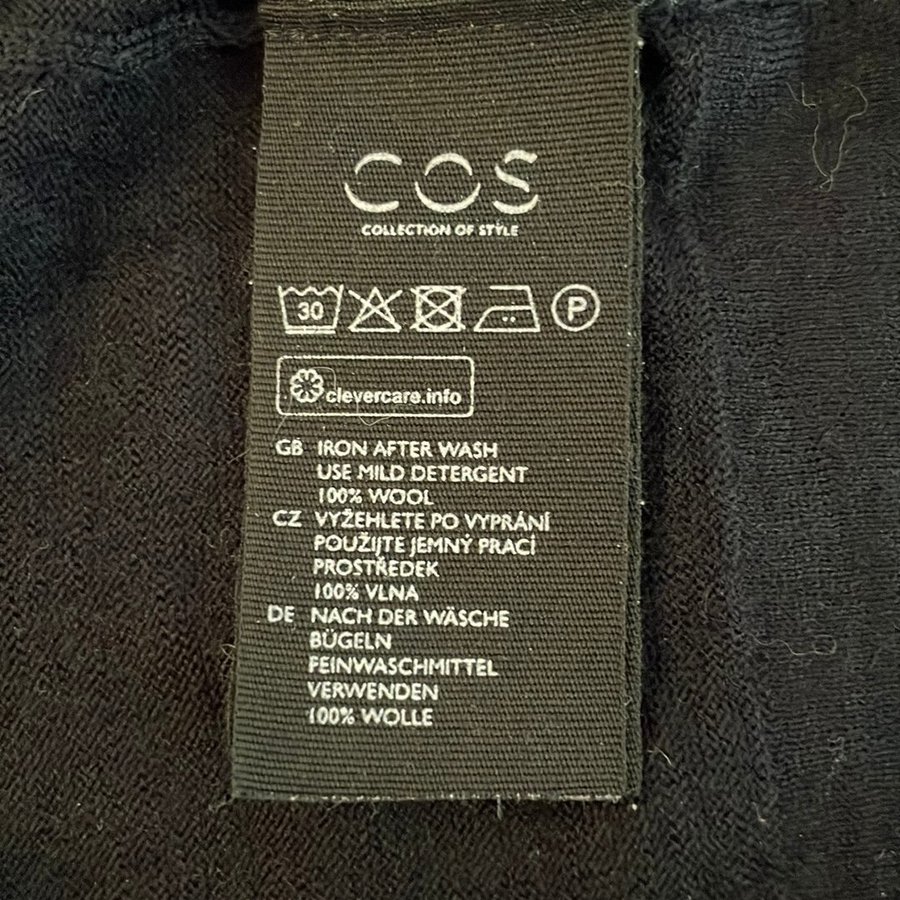 COS
COLLECTION OF STYLE
30 P
clevercare.info
GB IRON AFTER WASH
USE MILD DETERGENT
100% WOOL
CZ VYŽEHLETE PO VYPRÁNÍ
POUŽIJTE JEMNÝ PRACÍ
PROSTŘEDEK
100% VLNA
DE NACH DER WÄSCHE
BÜGELN
FEINWASCHMITTEL
VERWENDEN
100% WOLLE